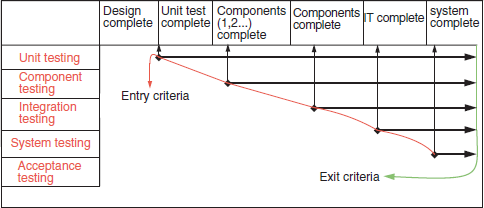 Design complete
Unit test complete
Components (1,2...) complete
Components complete
IT complete
system complete
Unit testing
Component testing
Integration testing
System testing
Acceptance testing
Entry criteria
Exit criteria